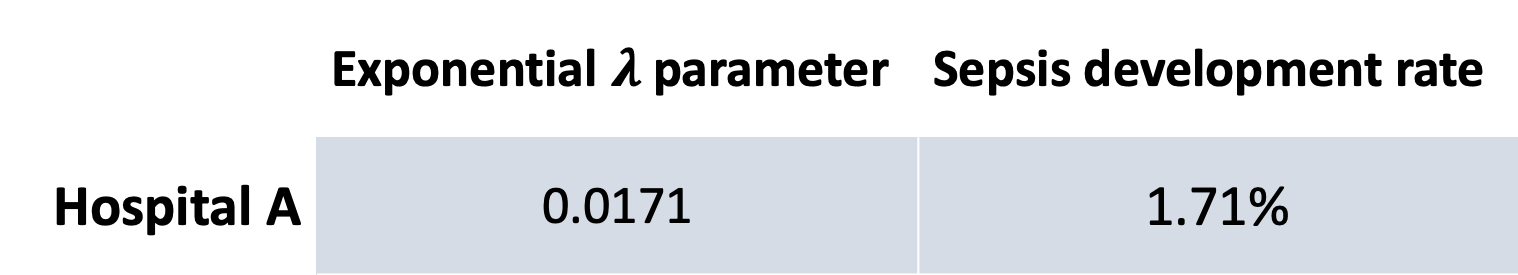 Exponential λ parameter Sepsis development rate
Hospital A 0.0171 1.71%